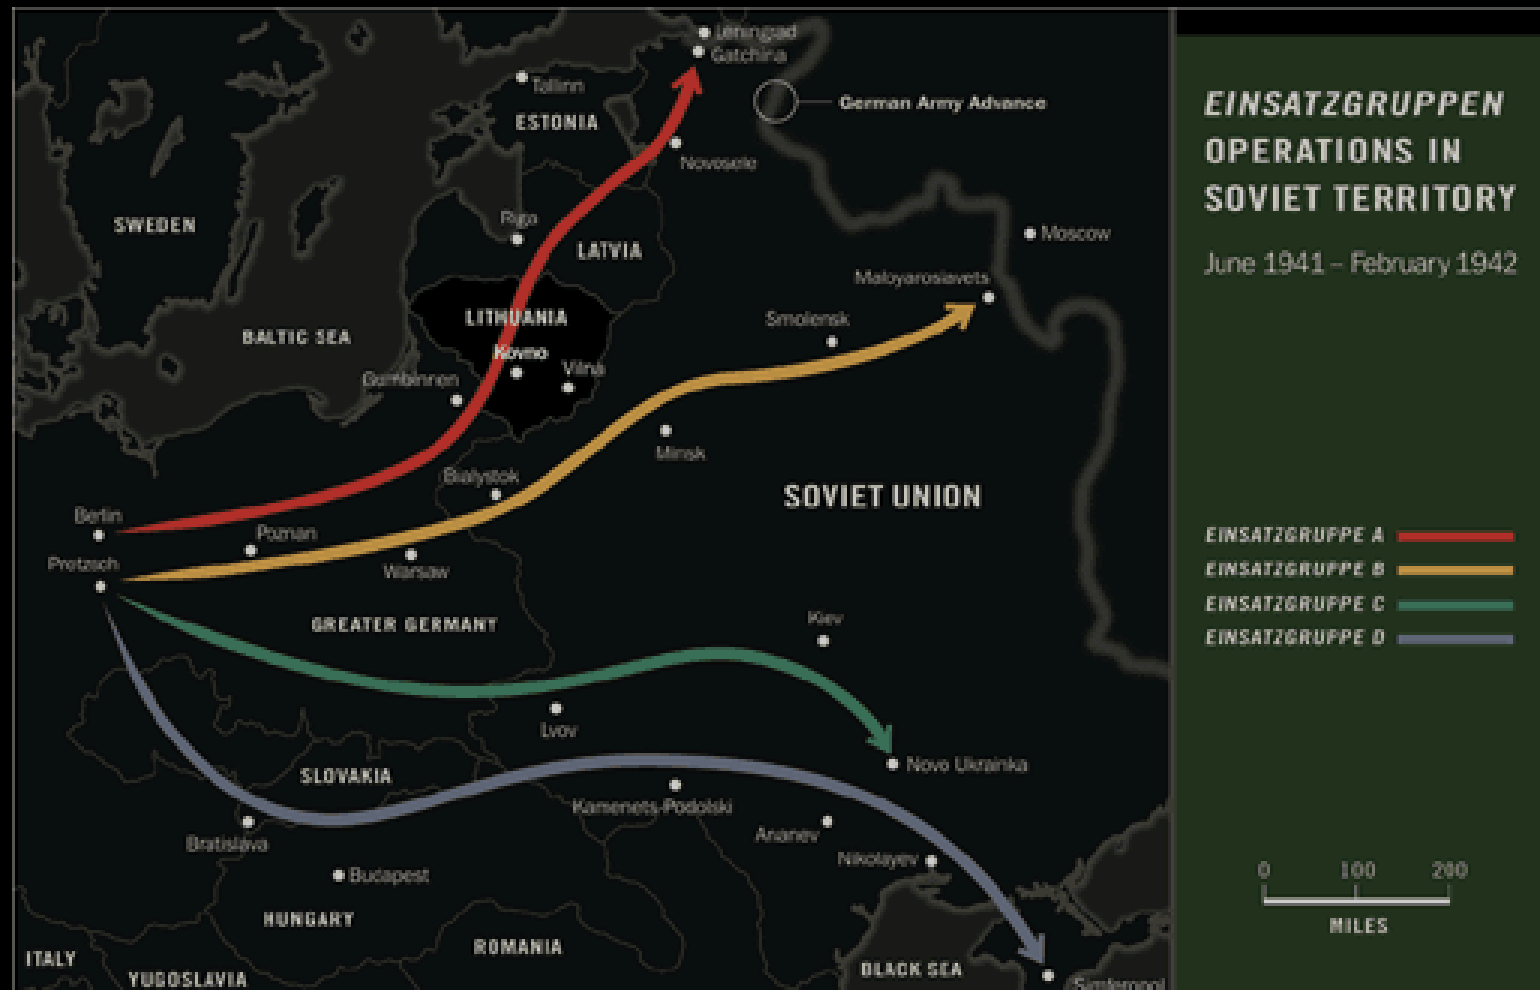 Leningrad
Gatchina
Tallinn
German Army Advance
ESTONIA
Novosele
SWEDEN
Riga
Moscow
LATVIA
Maloyaroslavets
LITHUANIA
Smolensk
BALTIC SEA
Kovno
Vilna
Gumbinnen
Minsk
Bialystok
SOVIET UNION
Berlin
Poznan
Pretzsch
Warsaw
GREATER GERMANY
Kiev
Lvov
Novo Ukrainka
SLOVAKIA
Kamenets-Podolski
Ananev
Bratislava
Nikolayev
Budapest
HUNGARY
ROMANIA
ITALY
BLACK SEA
YUGOSLAVIA
Simferopol
EINSATZGRUPPEN
OPERATIONS IN
SOVIET TERRITORY
June 1941 – February 1942
EINSATZGRUPPE A
EINSATZGRUPPE B
EINSATZGRUPPE C
EINSATZGRUPPE D
0 100 200
MILES